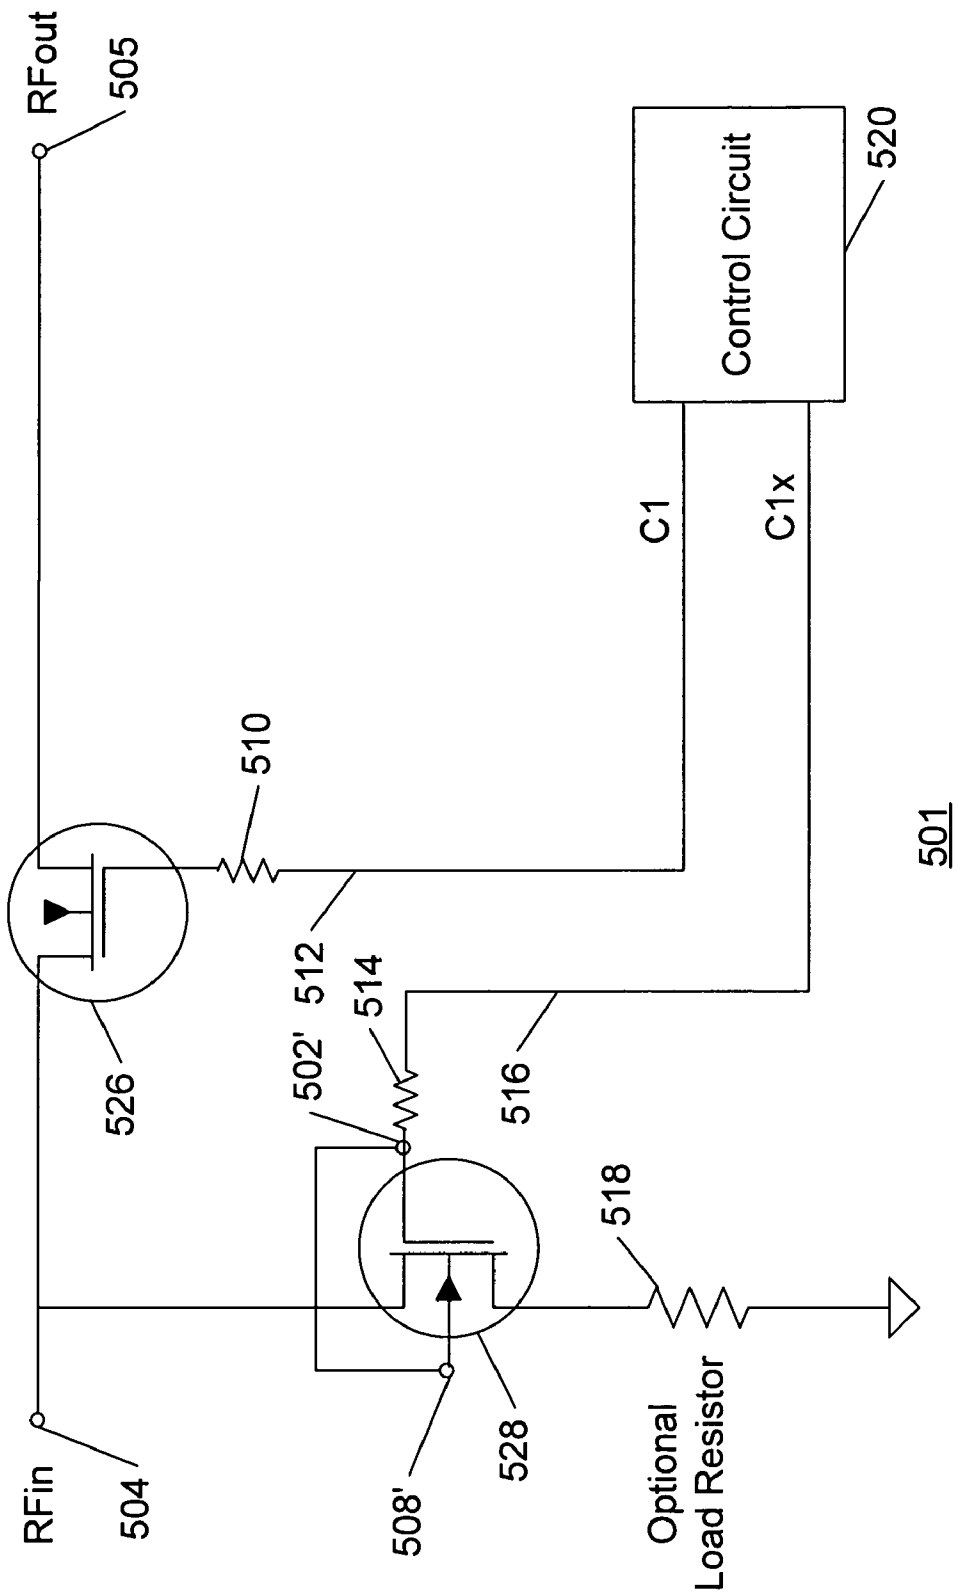 RFin
504
RFout
505
526
510
502'
512
514
508'
528
516
C1
C1x
Control Circuit
520
518
Optional
Load Resistor
501